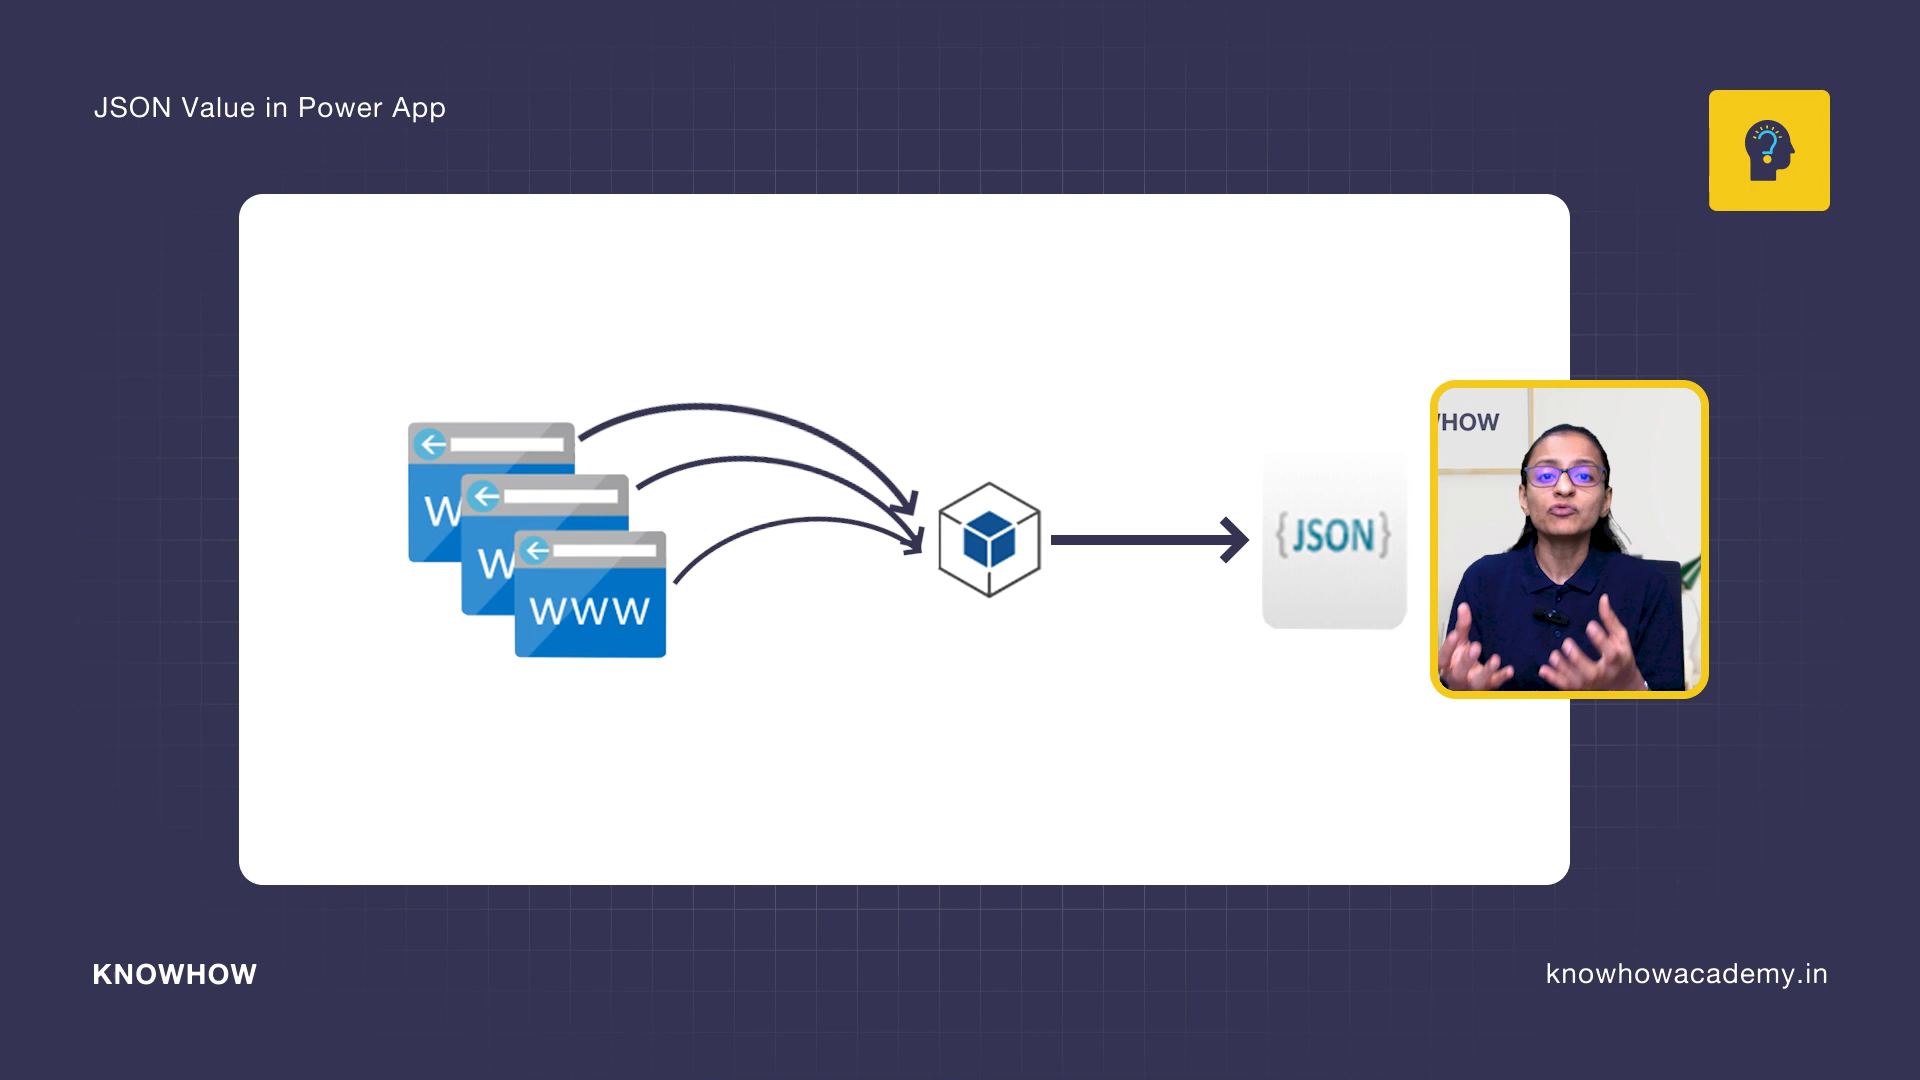 JSON Value in Power App
W
W
WWW
{JSON}
HOW
KNOWHOW
knowhowacademy.in